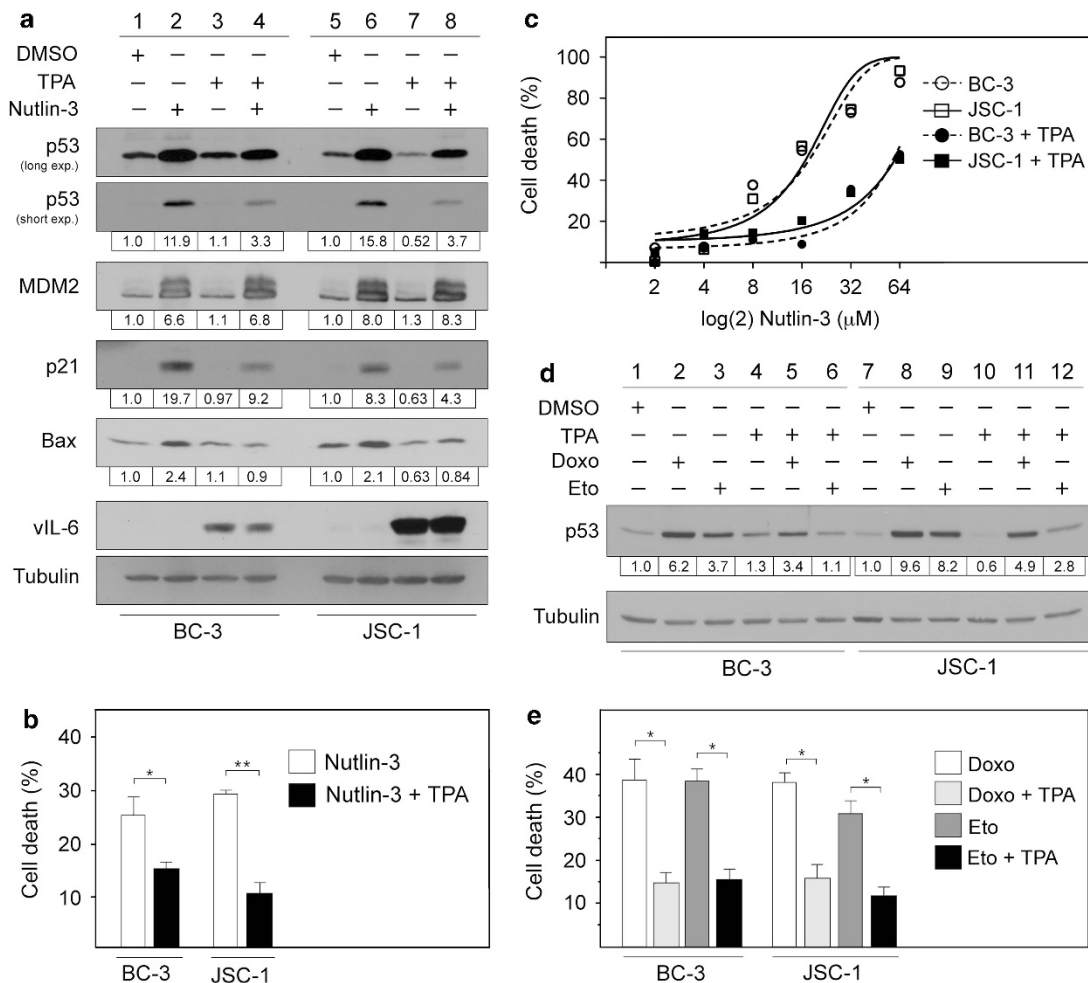 a
1 2 3 4 5 6 7 8
DMSO + − − − + − − −
TPA − − + + − − + +
Nutlin-3 − + − + − + − +
p53
(long exp.)
p53
(short exp.)
1.0 11.9 1.1 3.3 1.0 15.8 0.52 3.7
MDM2
1.0 6.6 1.1 6.8 1.0 8.0 1.3 8.3
p21
1.0 19.7 0.97 9.2 1.0 8.3 0.63 4.3
Bax
1.0 2.4 1.1 0.9 1.0 2.1 0.63 0.84
vIL-6
Tubulin
BC-3 JSC-1
b
Cell death (%)
40
30
20
10
* **
Nutlin-3
Nutlin-3 + TPA
BC-3 JSC-1
c
Cell death (%)
100
80
60
40
20
2 4 8 16 32 64
log(2) Nutlin-3 (μM)
BC-3
JSC-1
BC-3 + TPA
JSC-1 + TPA
d
1 2 3 4 5 6 7 8 9 10 11 12
DMSO + − − − − − + − − − − −
TPA − − − + + + − − − + + +
Doxo − + − − + − − + − − + −
Eto − − + − − + − − + − − +
p53
1.0 6.2 3.7 1.3 3.4 1.1 1.0 9.6 8.2 0.6 4.9 2.8
Tubulin
BC-3 JSC-1
e
Cell death (%)
40
30
20
10
* * * *
Doxo
Doxo + TPA
Eto
Eto + TPA
BC-3 JSC-1